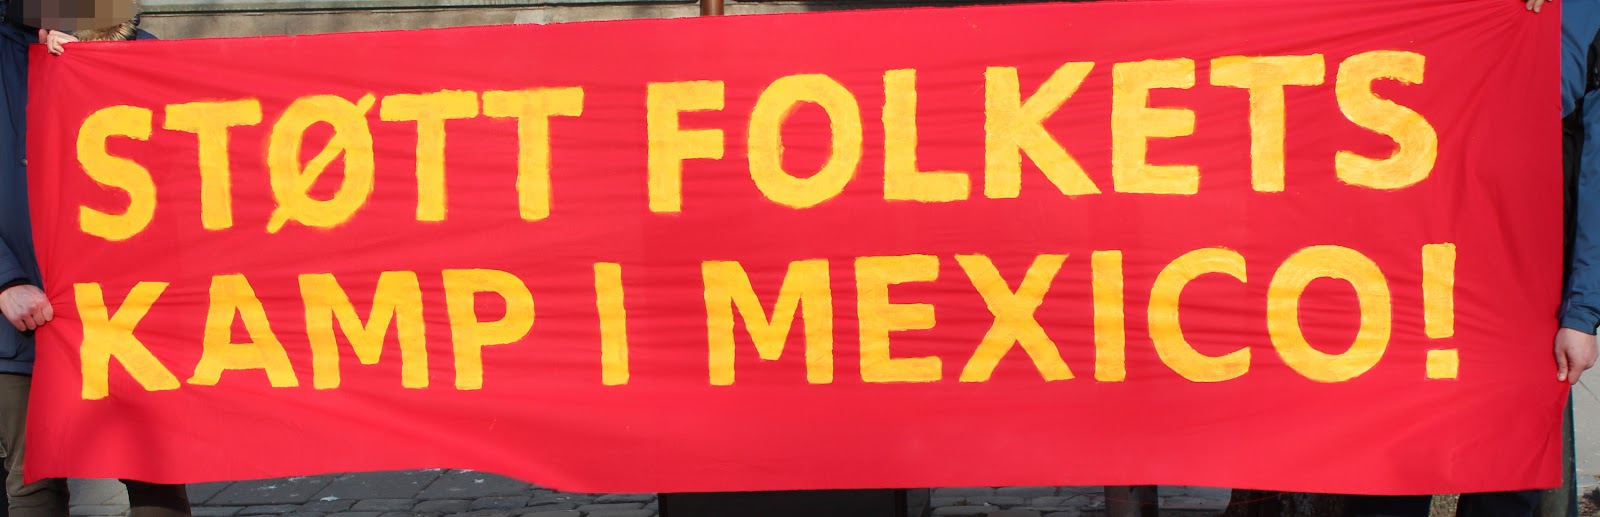 STØTT FOLKETS
KAMP I MEXICO!